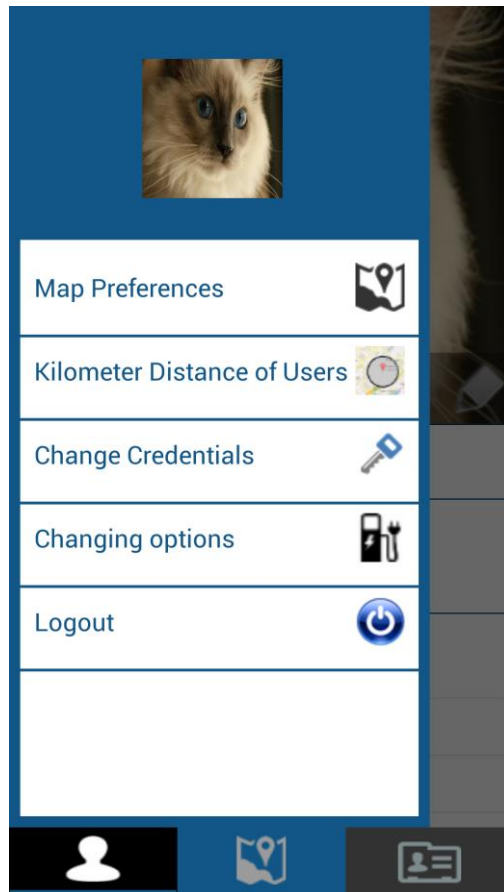 Map Preferences
Kilometer Distance of Users
Change Credentials
Changing options
Logout